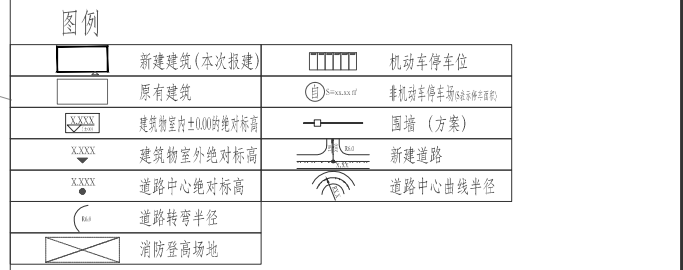 图例
新建建筑(本次报建)
机动车停车位
原有建筑
自 S=xx.xx㎡
非机动车停车场
X.XXX
建筑物室内±0.00的绝对标高
围墙 (方案)
X.XXX
建筑物室外绝对标高
X.XX
新建道路
X.XXX
道路中心绝对标高
道路中心曲线半径
道路转弯半径
消防登高场地